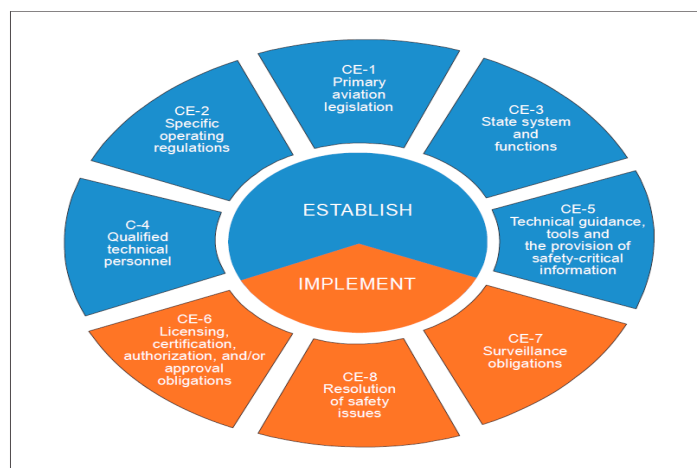 CE-1
Primary
aviation
legislation
CE-2
Specific
operating
regulations
CE-3
State system
and
functions
C-4
Qualified
technical
personnel
ESTABLISH
CE-5
Technical guidance,
tools and
the provision of
safety-critical
information
IMPLEMENT
CE-6
Licensing,
certification,
authorization, and/or
approval
obligations
CE-7
Surveillance
obligations
CE-8
Resolution
of safety
issues